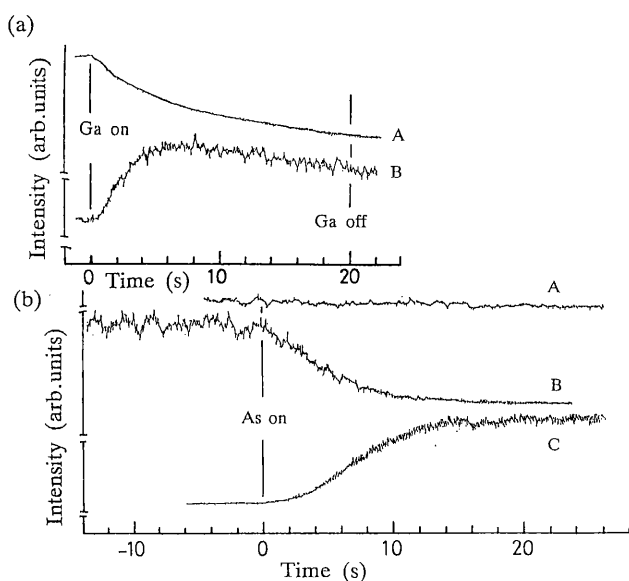 (a)
Intensity (arb.units)
Ga on
A
B
Ga off
0 10 20
Time (s)
(b)
Intensity (arb.units)
A
B
As on
C
-10 0 10 20
Time (s)